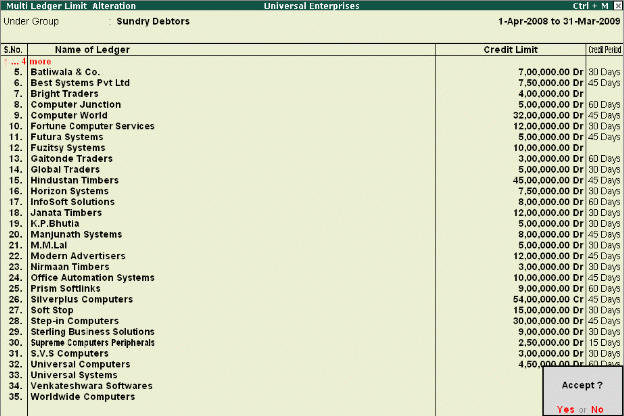 Multi Ledger Limit Alteration Universal Enterprises Ctrl + M
Under Group : Sundry Debtors 1-Apr-2008 to 31-Mar-2009
S.No. Name of Ledger Credit Limit Credit Period
↑ ... 4 more
5. Batliwala & Co. 7,00,000.00 Dr 30 Days
6. Best Systems Pvt Ltd 7,50,000.00 Dr 45 Days
7. Bright Traders 4,00,000.00 Dr
8. Computer Junction 5,00,000.00 Dr 60 Days
9. Computer World 32,00,000.00 Dr 45 Days
10. Fortune Computer Services 12,00,000.00 Dr 30 Days
11. Futura Systems 5,00,000.00 Dr 45 Days
12. Fuzitsy Systems 10,00,000.00 Dr
13. Gaitonde Traders 3,00,000.00 Dr 60 Days
14. Global Traders 5,00,000.00 Dr 30 Days
15. Hindustan Timbers 45,00,000.00 Dr 45 Days
16. Horizon Systems 7,50,000.00 Dr 30 Days
17. InfoSoft Solutions 8,00,000.00 Dr 60 Days
18. Janata Timbers 12,00,000.00 Dr 30 Days
19. K.P.Bhutia 5,00,000.00 Dr 30 Days
20. Manjunath Systems 8,00,000.00 Dr 45 Days
21. M.M.Lal 5,00,000.00 Dr 30 Days
22. Modern Advertisers 12,00,000.00 Dr 45 Days
23. Nirmaan Timbers 3,00,000.00 Dr 30 Days
24. Office Automation Systems 10,00,000.00 Dr 45 Days
25. Prism Softlinks 9,00,000.00 Dr 60 Days
26. Silverplus Computers 54,00,000.00 Cr 45 Days
27. Soft Stop 15,00,000.00 Dr 30 Days
28. Step-in Computers 30,00,000.00 Dr 45 Days
29. Sterling Business Solutions 9,00,000.00 Dr 30 Days
30. Supreme Computers Peripherals 2,50,000.00 Dr 15 Days
31. S.V.S Computers 3,00,000.00 Dr 30 Days
32. Universal Computers 4,50,000.00 Dr 60 Days
33. Universal Systems
34. Venkateshwara Softwares
35. Worldwide Computers
Accept ?
Yes or No